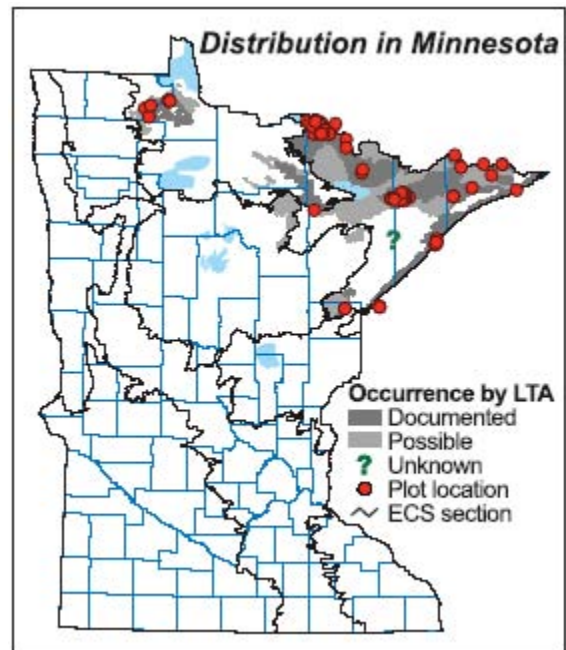 Distribution in Minnesota
?
Occurrence by LTA
Documented
Possible
? Unknown
Plot location
ECS section